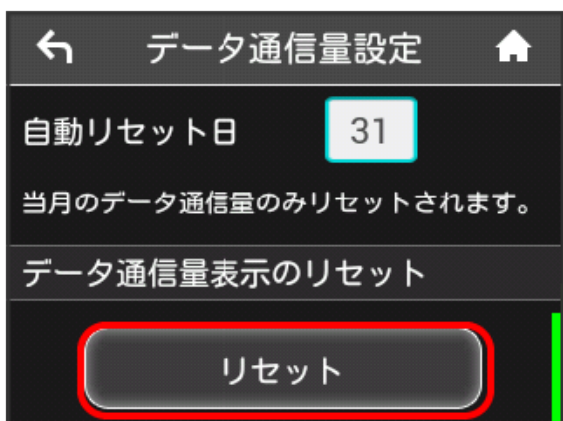 データ通信量設定
自動リセット日 31
当月のデータ通信量のみリセットされます。
データ通信量表示のリセット
リセット